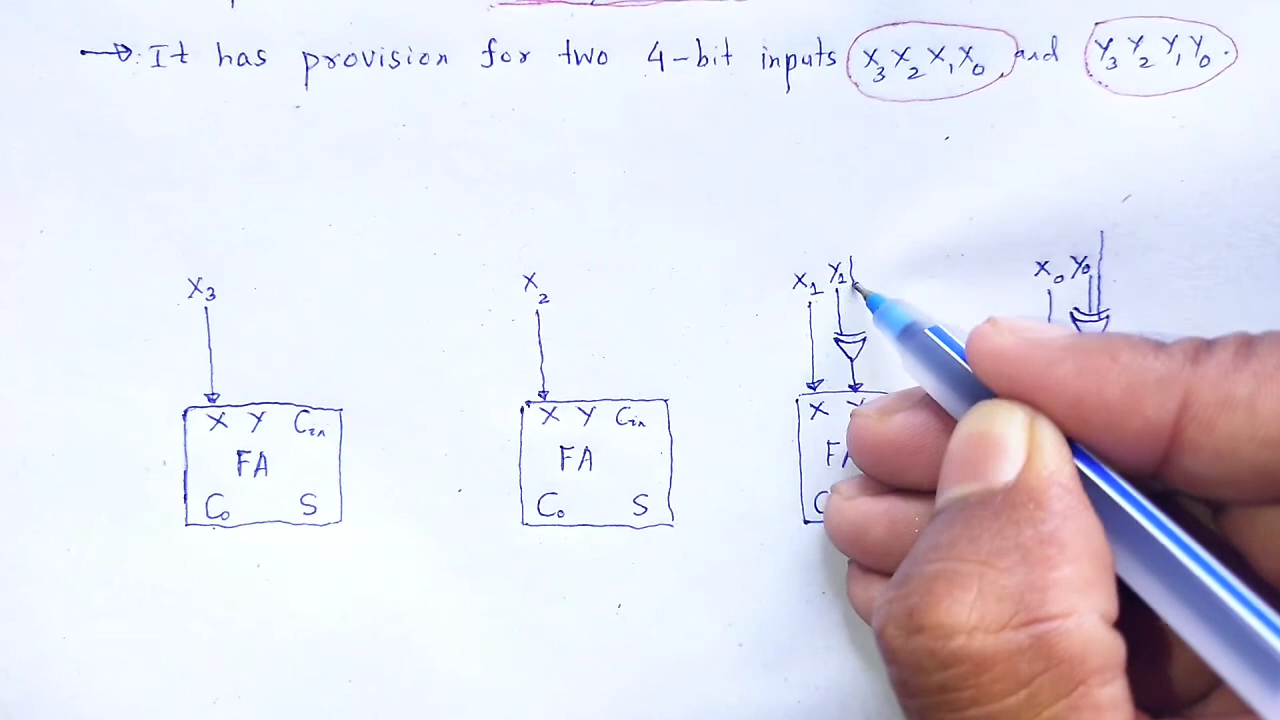 → It has provision for two 4-bit inputs X₃X₂X₁X₀ and Y₃Y₂Y₁Y₀.
X₃ X₂ X₁ Y₁ X₀ Y₀
X Y Cin X Y Cin X Y
FA FA FA
C₀ S C₀ S C